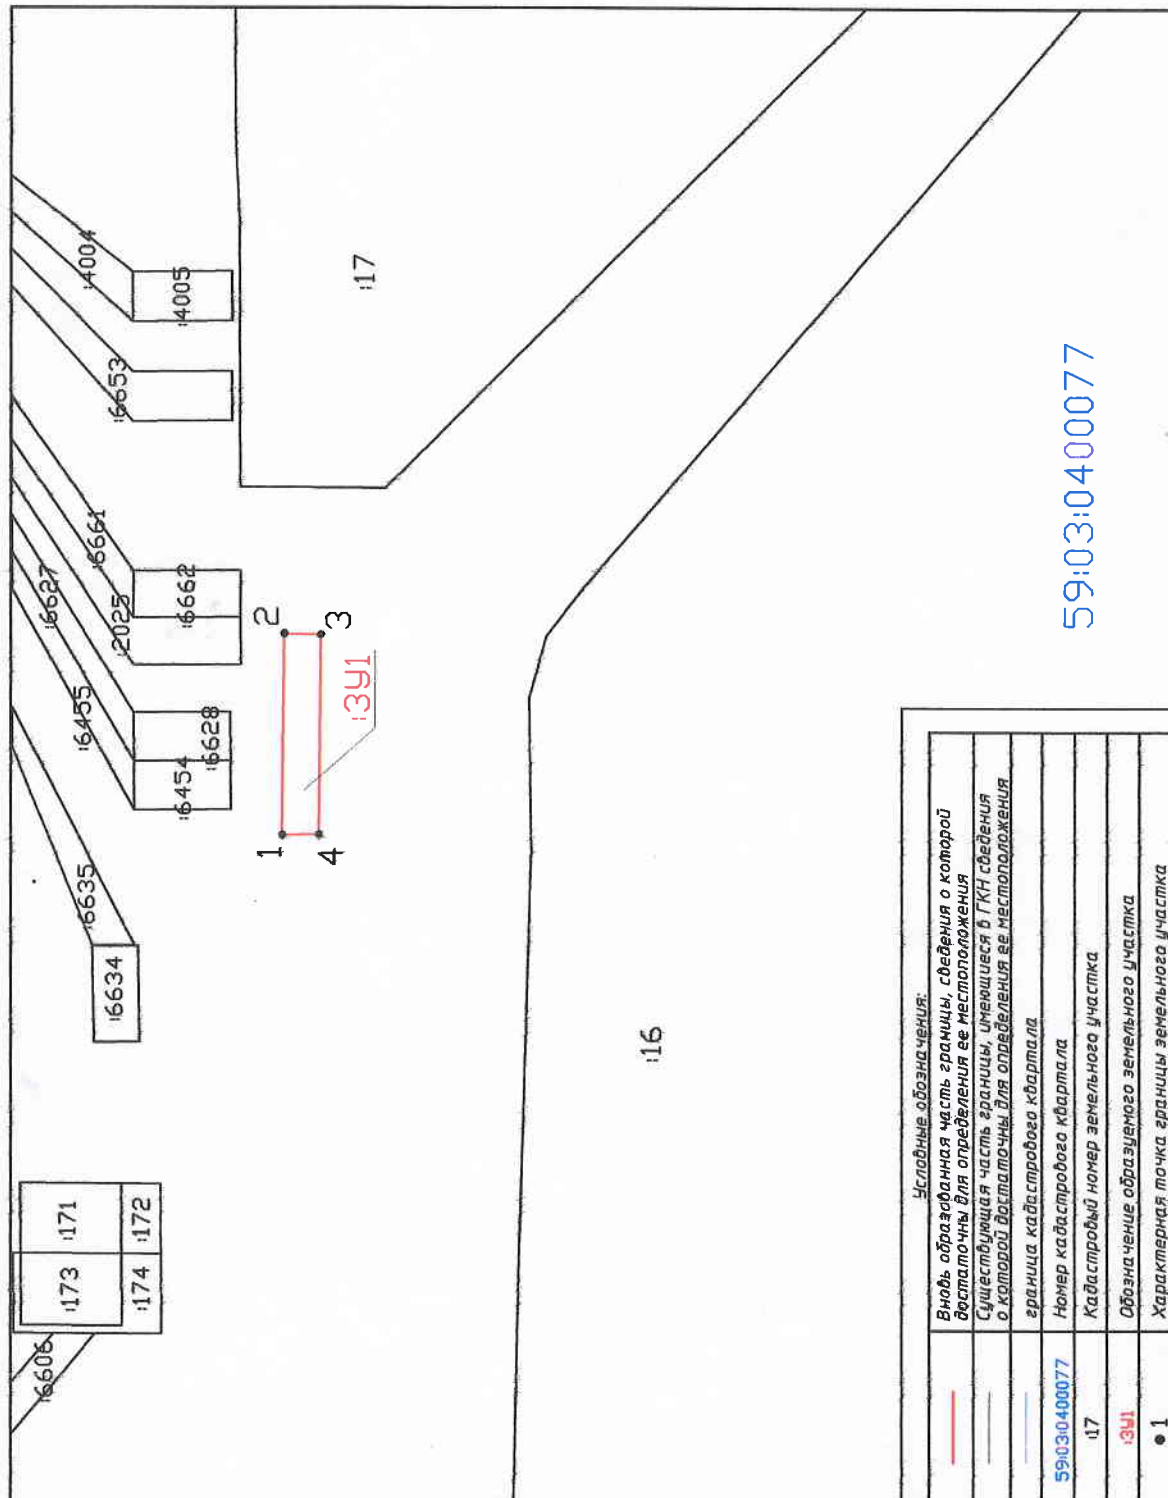 :4004
:4005
:17
:6653
:6661
:6627
:2025
:6662
2
3
:ЗУ1
:6455
:6628
:6454
1
4
:6635
:6634
:16
:171
:172
:173
:174
:6606
59:03:0400077
Условные обозначения:
Вновь образованная часть границы, сведения о которой
достаточны для определения ее местоположения
Существующая часть границы, имеющиеся в ГКН сведения
о которой достаточны для определения ее местоположения
граница кадастрового квартала
59:03:0400077 Номер кадастрового квартала
:17 Кадастровый номер земельного участка
:ЗУ1 Обозначение образуемого земельного участка
● 1 Характерная точка границы земельного участка